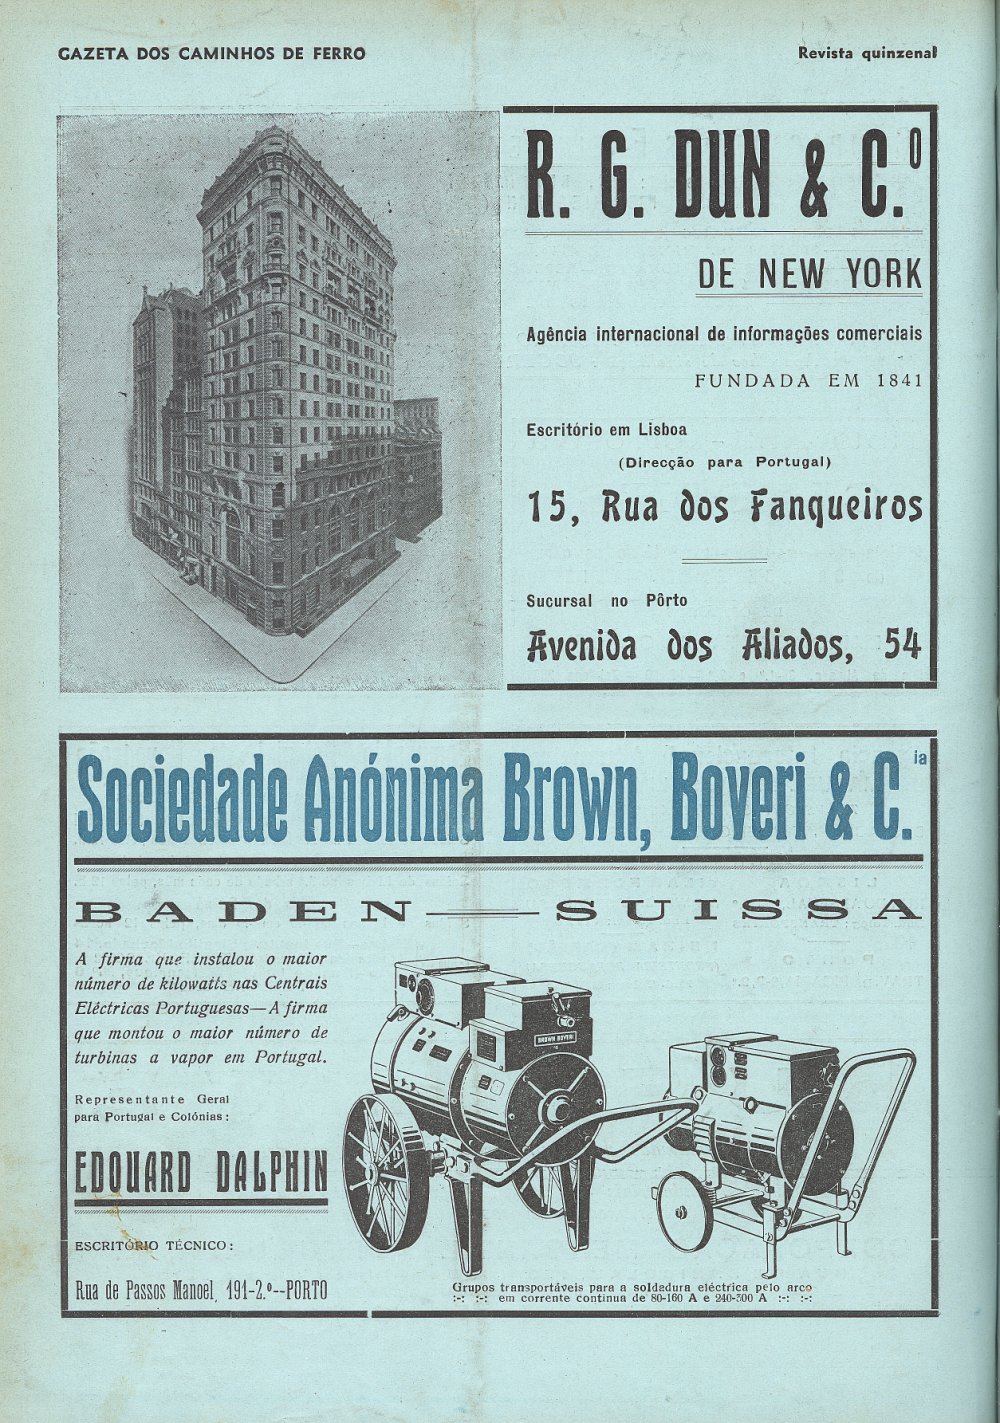 GAZETA DOS CAMINHOS DE FERRO
Revista quinzenal
R. G. DUN & C.º
DE NEW YORK
Agência internacional de informações comerciais
FUNDADA EM 1841
Escritório em Lisboa
(Direcção para Portugal)
15, Rua dos Fanqueiros
Sucursal no Pôrto
Avenida dos Aliados, 54
Sociedade Anónima Brown, Boveri & C.ia
BADEN — SUISSA
A firma que instalou o maior
número de kilowatts nas Centrais
Eléctricas Portuguesas—A firma
que montou o maior número de
turbinas a vapor em Portugal.
Representante Geral
para Portugal e Colónias:
EDOUARD DALPHIN
ESCRITÓRIO TÉCNICO:
Rua de Passos Manoel, 191-2.º--PORTO
BROWN BOVERI
Grupos transportáveis para a soldadura eléctrica pelo arco
:-: :-: em corrente continua de 80-160 A e 240-300 A :-: :-: